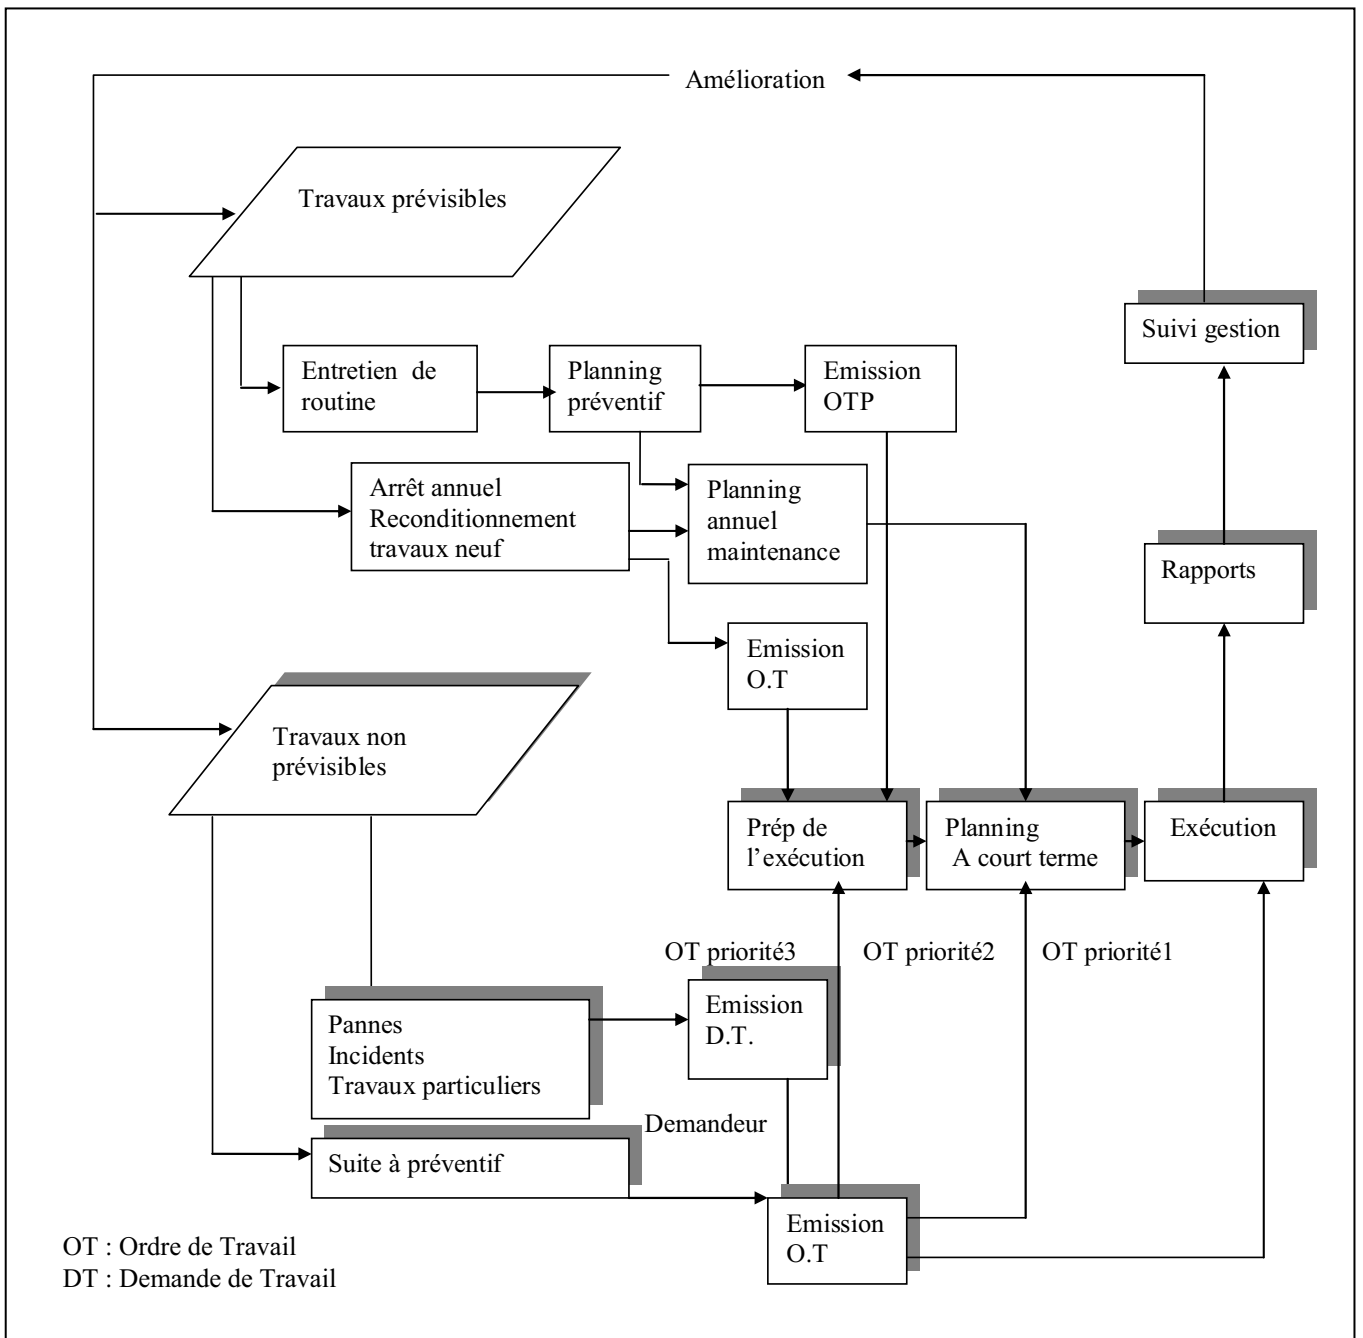 Amélioration
Travaux prévisibles
Suivi gestion
Entretien de
routine
Planning
préventif
Emission
OTP
Arrêt annuel
Reconditionnement
travaux neuf
Planning
annuel
maintenance
Rapports
Emission
O.T
Travaux non
prévisibles
Prép de
l’exécution
Planning
A court terme
Exécution
OT priorité3
OT priorité2
OT priorité1
Emission
D.T.
Pannes
Incidents
Travaux particuliers
Demandeur
Suite à préventif
Emission
O.T
OT : Ordre de Travail
DT : Demande de Travail